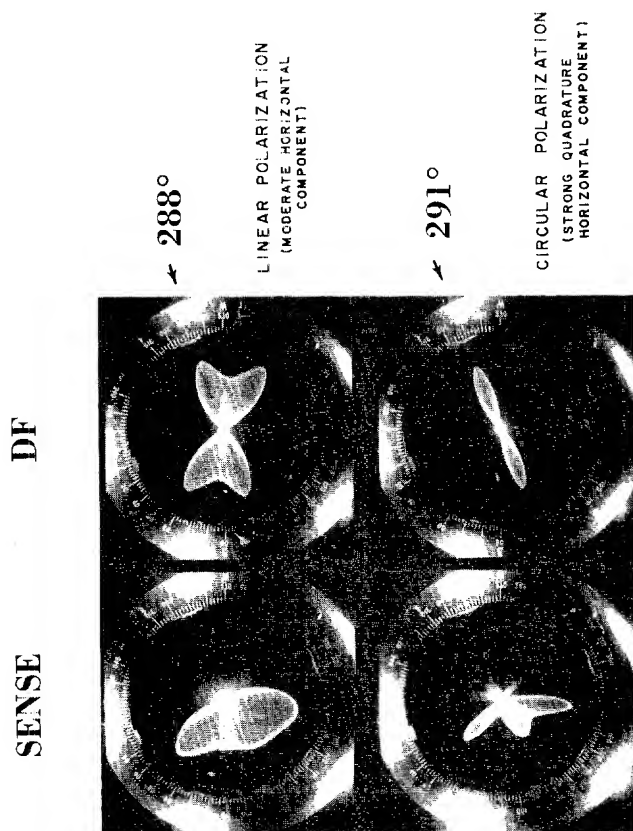 SENSE
DF
288°
LINEAR POLARIZATION
(MODERATE HORIZONTAL
COMPONENT)
291°
CIRCULAR POLARIZATION
(STRONG QUADRATURE
HORIZONTAL COMPONENT)